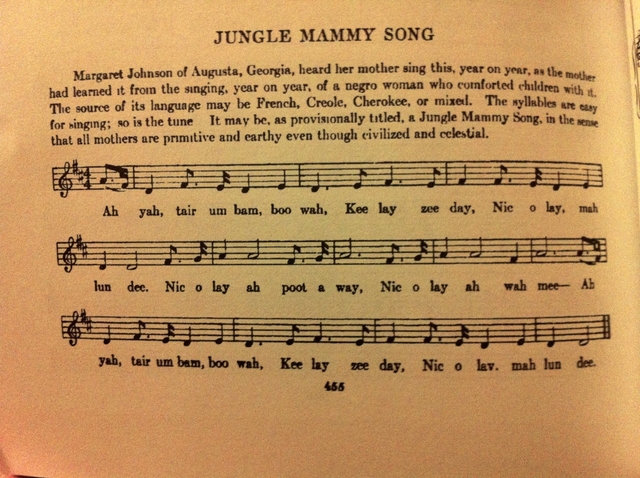 JUNGLE MAMMY SONG
Margaret Johnson of Augusta, Georgia, heard her mother sing this, year on year, as the mother
had learned it from the singing, year on year, of a negro woman who comforted children with it.
The source of its language may be French, Creole, Cherokee, or mixed. The syllables are easy
for singing; so is the tune It may be, as provisionally titled, a Jungle Mammy Song, in the sense
that all mothers are primitive and earthy even though civilized and celestial.
Ah yah, tair um bam, boo wah, Kee lay zee day, Nic o lay, mah
lun dee. Nic o lay ah poot a way, Nic o lay ah wah mee— Ah
yah, tair um bam, boo wah, Kee lay zee day, Nic o lay. mah lun dee.
455